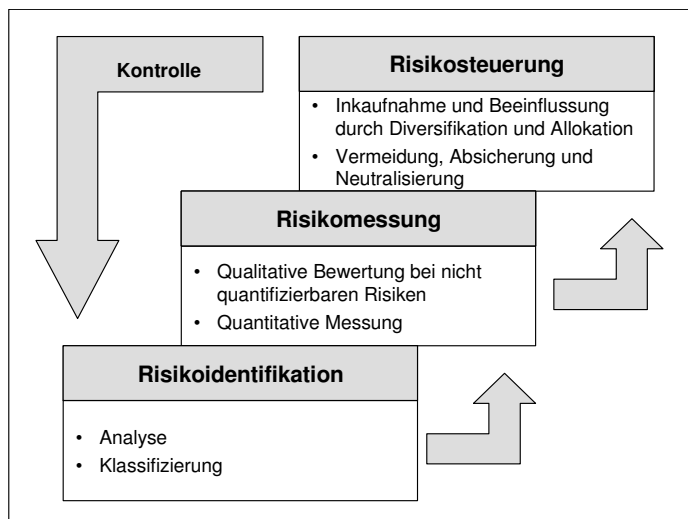 Kontrolle
Risikosteuerung
• Inkaufnahme und Beeinflussung
durch Diversifikation und Allokation
• Vermeidung, Absicherung und
Neutralisierung
Risikomessung
• Qualitative Bewertung bei nicht
quantifizierbaren Risiken
• Quantitative Messung
Risikoidentifikation
• Analyse
• Klassifizierung